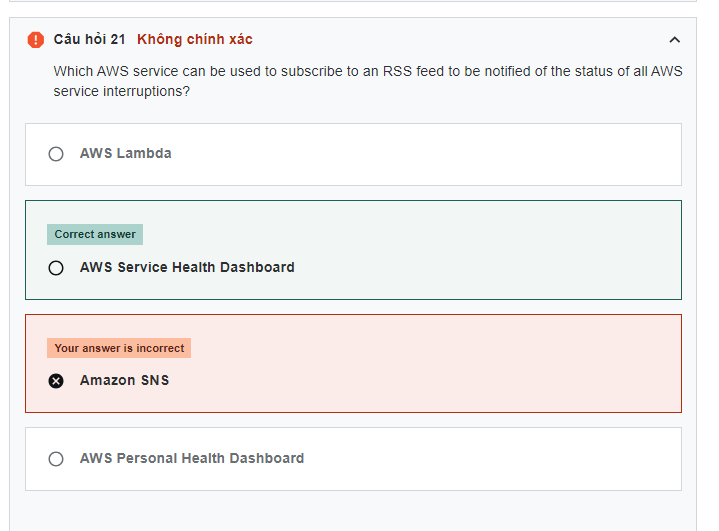 Câu hỏi 21 Không chính xác
Which AWS service can be used to subscribe to an RSS feed to be notified of the status of all AWS
service interruptions?
AWS Lambda
Correct answer
AWS Service Health Dashboard
Your answer is incorrect
Amazon SNS
AWS Personal Health Dashboard